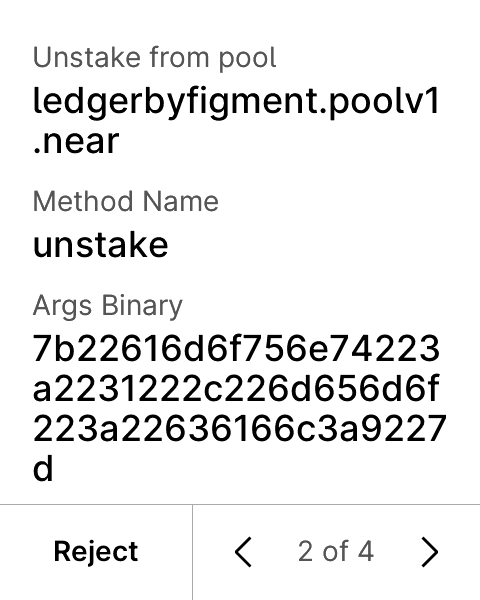 Unstake from pool
ledgerbyfigment.poolv1
.near
Method Name
unstake
Args Binary
7b22616d6f756e74223
a2231222c226d656d6f
223a22636166c3a9227
d
Reject
2 of 4